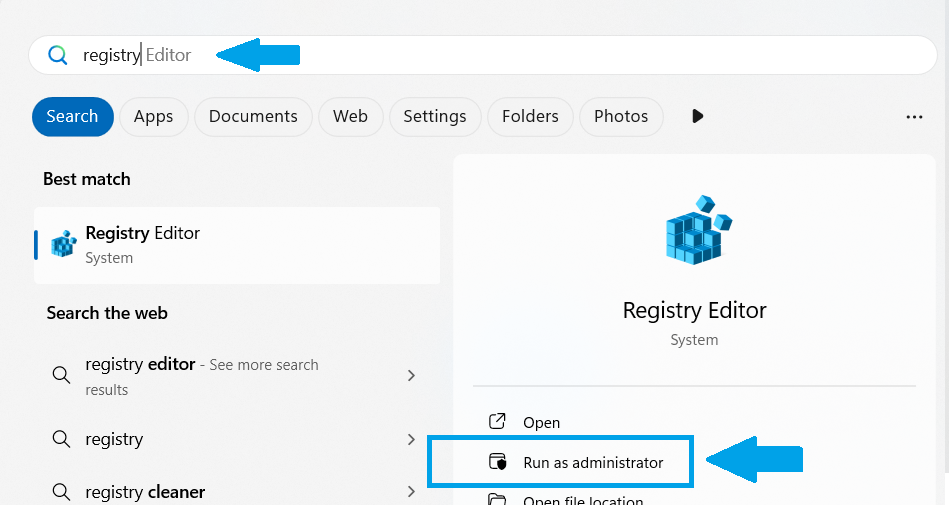 registry Editor
Search Apps Documents Web Settings Folders Photos
Best match
Registry Editor
System
Search the web
registry editor - See more search
results
registry
registry cleaner
Registry Editor
System
Open
Run as administrator
Open file location